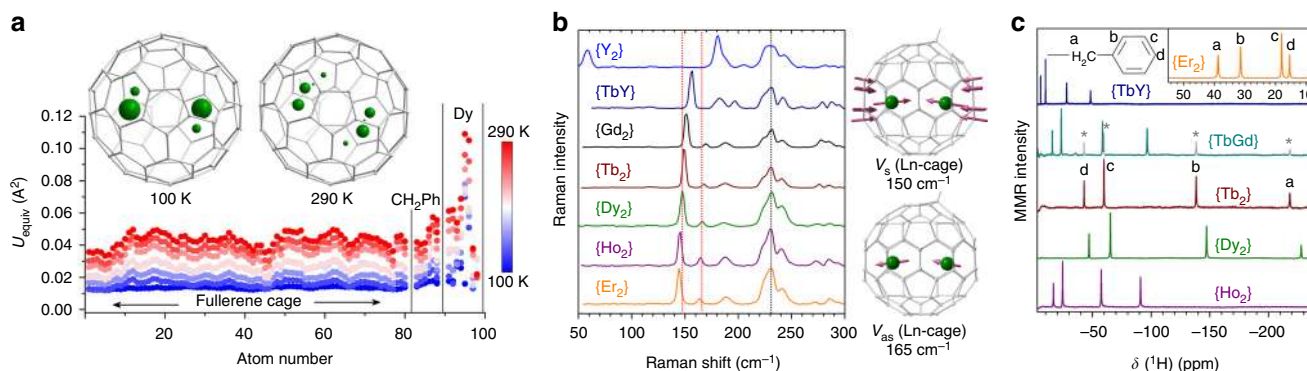 a
100 K
290 K
Dy
290 K
100 K
CH2Ph
Fullerene cage
0.12
0.10
0.08
0.06
0.04
0.02
0.00
Uequiv (Å²)
0
20
40
60
80
100
Atom number
b
{Y2}
{TbY}
{Gd2}
{Tb2}
{Dy2}
{Ho2}
{Er2}
Raman intensity
50
100
150
200
250
300
Raman shift (cm⁻¹)
Vs (Ln-cage)
150 cm⁻¹
Vas (Ln-cage)
165 cm⁻¹
c
a
b
c
d
H2C
a
b
c
d
{Er2}
50
40
30
20
10
{TbY}
{TbGd}
*
*
*
*
d
c
b
a
{Tb2}
{Dy2}
{Ho2}
MMR intensity
−50
−100
−150
−200
δ (¹H) (ppm)